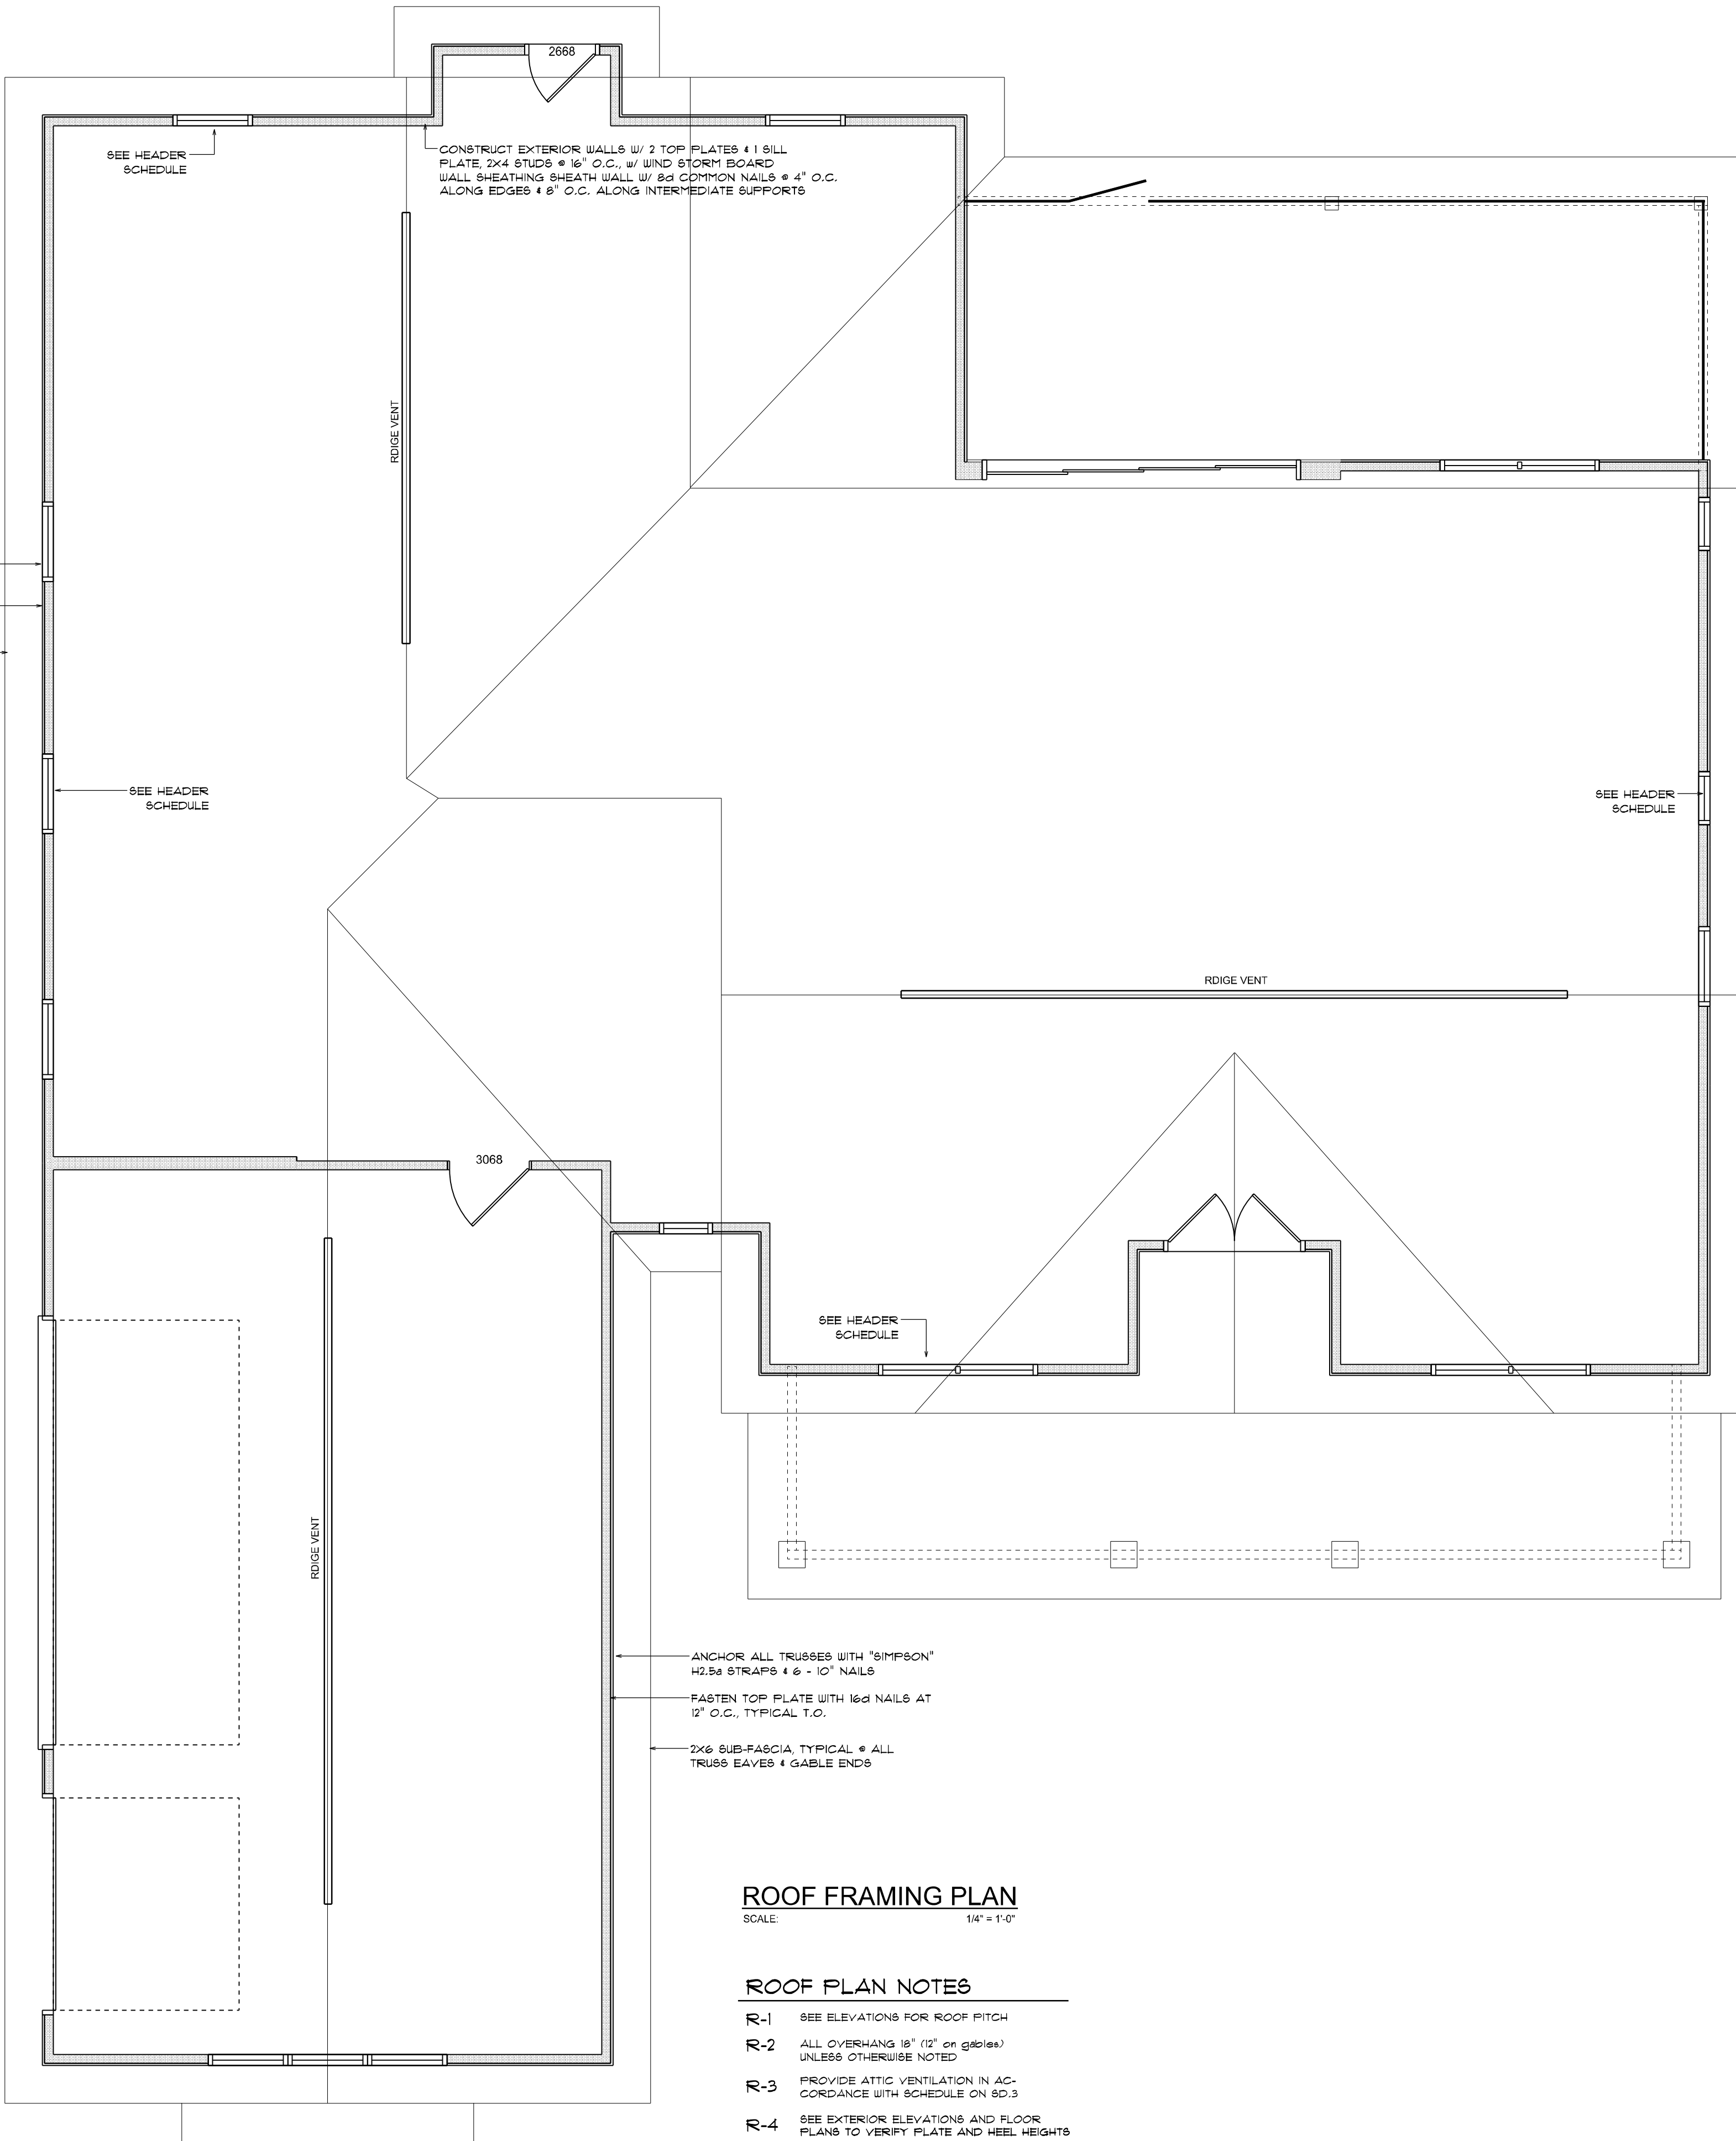 2668
SEE HEADER
SCHEDULE
CONSTRUCT EXTERIOR WALLS W/ 2 TOP PLATES & 1 SILL
PLATE, 2X4 STUDS @ 16" O.C., w/ WIND STORM BOARD
WALL SHEATHING SHEATH WALL W/ 8d COMMON NAILS @ 4" O.C.
ALONG EDGES & 8" O.C. ALONG INTERMEDIATE SUPPORTS
RDIGE VENT
SEE HEADER
SCHEDULE
SEE HEADER
SCHEDULE
RDIGE VENT
3068
SEE HEADER
SCHEDULE
RDIGE VENT
ANCHOR ALL TRUSSES WITH "SIMPSON"
H2.5a STRAPS & 6 - 10" NAILS
FASTEN TOP PLATE WITH 16d NAILS AT
12" O.C., TYPICAL T.O.
2X6 SUB-FASCIA, TYPICAL @ ALL
TRUSS EAVES & GABLE ENDS
ROOF FRAMING PLAN
SCALE: 1/4" = 1'-0"
ROOF PLAN NOTES
R-1 SEE ELEVATIONS FOR ROOF PITCH
R-2 ALL OVERHANG 18" (12" on gables)
UNLESS OTHERWISE NOTED
R-3 PROVIDE ATTIC VENTILATION IN AC-
CORDANCE WITH SCHEDULE ON SD.3
R-4 SEE EXTERIOR ELEVATIONS AND FLOOR
PLANS TO VERIFY PLATE AND HEEL HEIGHTS